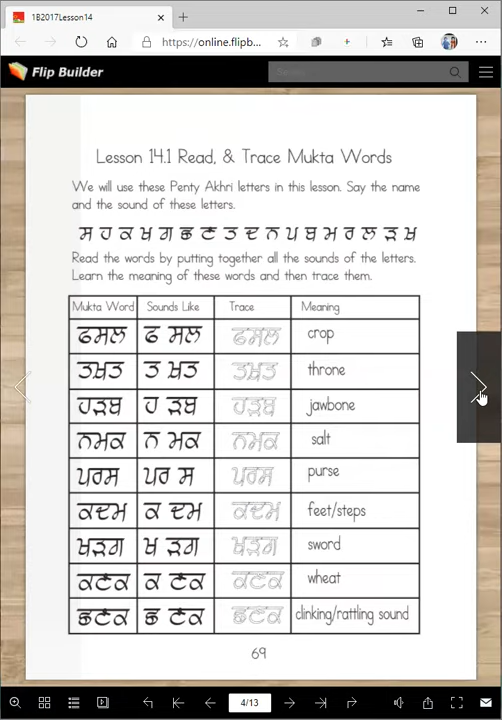 1B2017Lesson14
https://online.flipb...
Flip Builder
Lesson 14.1 Read, & Trace Mukta Words
We will use these Penty Akhri letters in this lesson. Say the name
and the sound of these letters.
ਸ ਹ ਕ ਖ ਗ ਛ ਣ ਤ ਦ ਨ ਪ ਬ ਮ ਰ ਲ ੜ ਖ਼
Read the words by putting together all the sounds of the letters.
Learn the meaning of these words and then trace them.
Mukta Word Sounds Like Trace Meaning
ਫਸਲ ਫ ਸਲ ਫਸਲ crop
ਤਖ਼ਤ ਤ ਖ਼ਤ ਤਖ਼ਤ throne
ਹੜਬ ਹ ੜਬ ਹੜਬ jawbone
ਨਮਕ ਨ ਮਕ ਨਮਕ salt
ਪਰਸ ਪਰ ਸ ਪਰਸ purse
ਕਦਮ ਕ ਦਮ ਕਦਮ feet/steps
ਖੜਗ ਖ ੜਗ ਖੜਗ sword
ਕਣਕ ਕ ਣਕ ਕਣਕ wheat
ਛਣਕ ਛ ਣਕ ਛਣਕ clinking/rattling sound
69
4/13